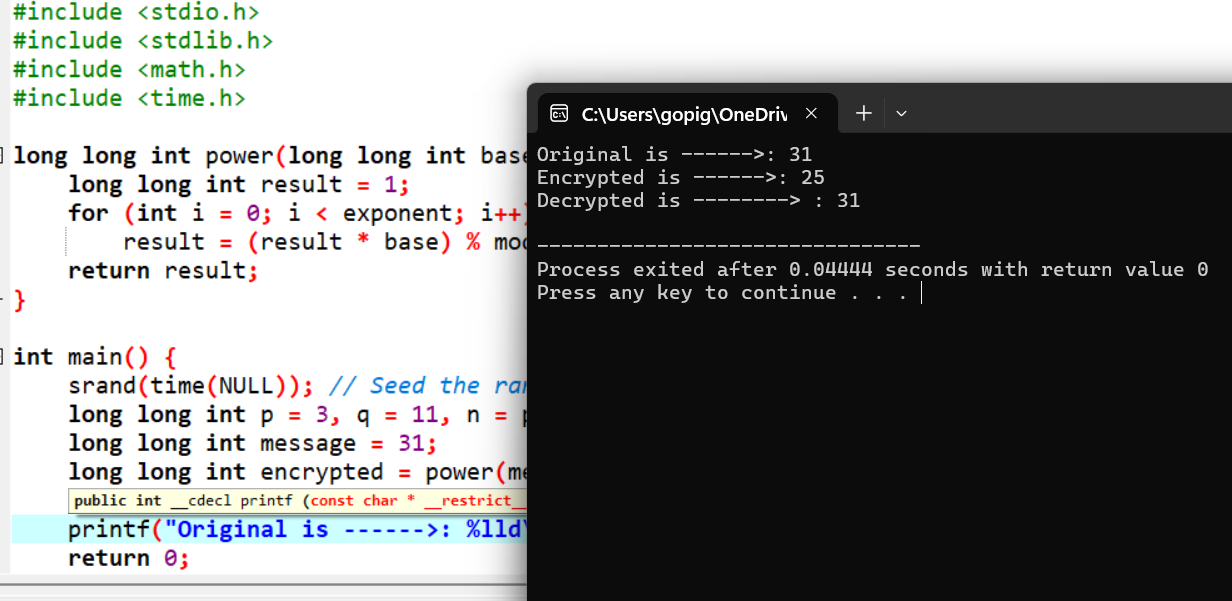 #include <stdio.h>
#include <stdlib.h>
#include <math.h>
#include <time.h>
long long int power(long long int base
long long int result = 1;
for (int i = 0; i < exponent; i++)
result = (result * base) % mod
return result;
}
int main() {
srand(time(NULL)); // Seed the ran
long long int p = 3, q = 11, n = p
long long int message = 31;
long long int encrypted = power(me
public int __cdecl printf (const char * __restrict__
printf("Original is ------>: %lld\
return 0;
C:\Users\gopig\OneDriv
Original is ------>: 31
Encrypted is ------>: 25
Decrypted is --------> : 31
--------------------------------
Process exited after 0.04444 seconds with return value 0
Press any key to continue . . .